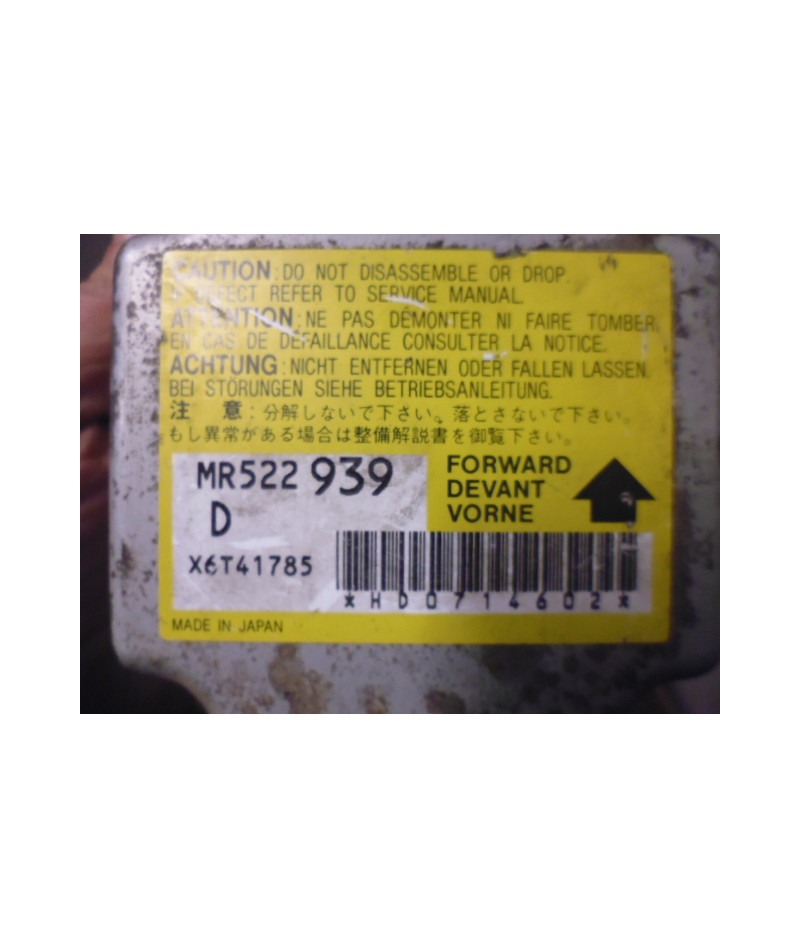 CAUTION: DO NOT DISASSEMBLE OR DROP.
DEFECT REFER TO SERVICE MANUAL.
ATTENTION: NE PAS DÉMONTER NI FAIRE TOMBER.
EN CAS DE DÉFAILLANCE CONSULTER LA NOTICE.
ACHTUNG: NICHT ENTFERNEN ODER FALLEN LASSEN.
BEI STÖRUNGEN SIEHE BETRIEBSANLEITUNG.
注 意: 分解しないで下さい。落とさないで下さい。
もし異常がある場合は整備解説書を御覧下さい。
MR522 939
D
FORWARD
DEVANT
VORNE
X6T41785
*HD0714602*
MADE IN JAPAN